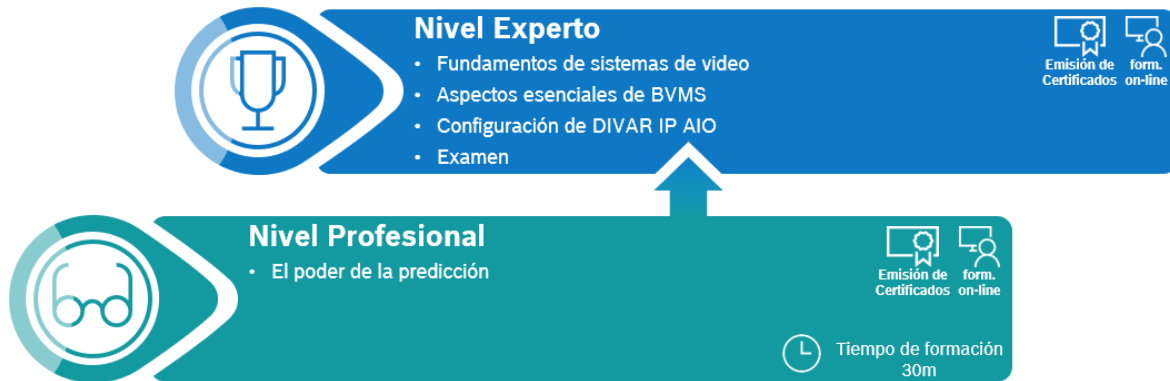 Nivel Experto
• Fundamentos de sistemas de video
• Aspectos esenciales de BVMS
• Configuración de DIVAR IP AIO
• Examen
Emisión de
Certificados
form.
on-line
Nivel Profesional
• El poder de la predicción
Emisión de
Certificados
form.
on-line
Tiempo de formación
30m